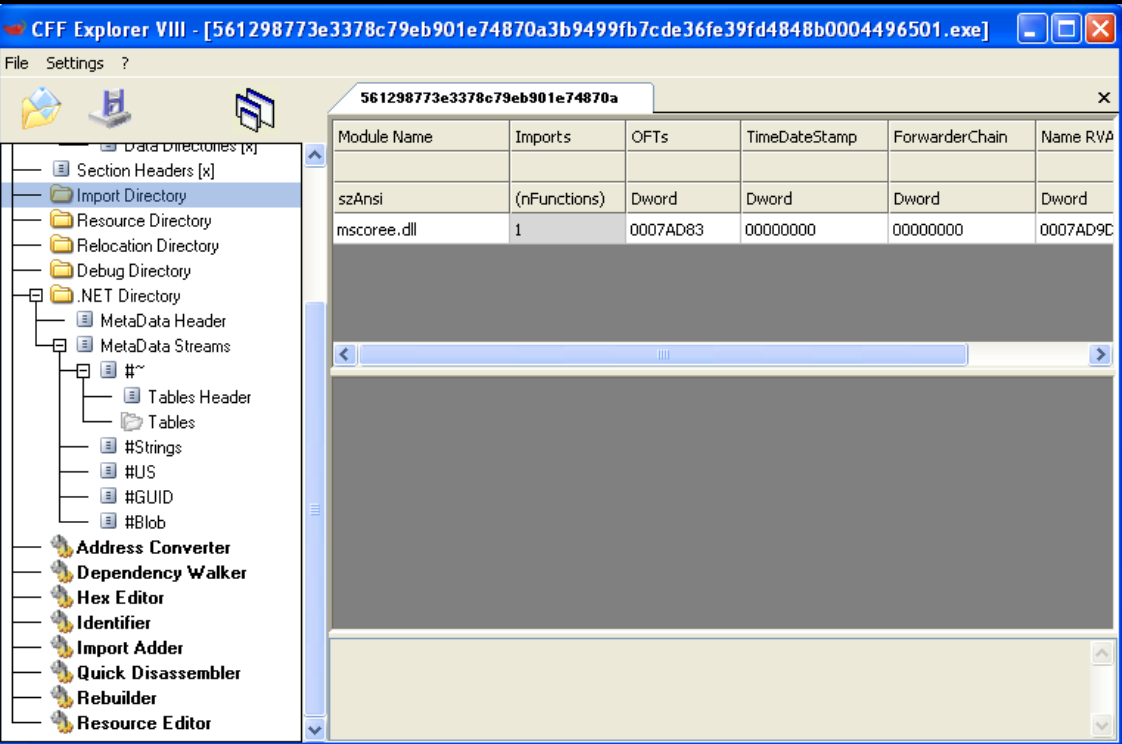 CFF Explorer VIII - [561298773e3378c79eb901e74870a3b9499fb7cde36fe39fd4848b0004496501.exe]
File Settings ?
561298773e3378c79eb901e74870a
Data Directories [x]
Section Headers [x]
Import Directory
Resource Directory
Relocation Directory
Debug Directory
.NET Directory
MetaData Header
MetaData Streams
#~
Tables Header
Tables
#Strings
#US
#GUID
#Blob
Address Converter
Dependency Walker
Hex Editor
Identifier
Import Adder
Quick Disassembler
Rebuilder
Resource Editor
Module Name Imports OFTs TimeDateStamp ForwarderChain Name RVA
szAnsi (nFunctions) Dword Dword Dword Dword
mscoree.dll 1 0007AD83 00000000 00000000 0007AD9D